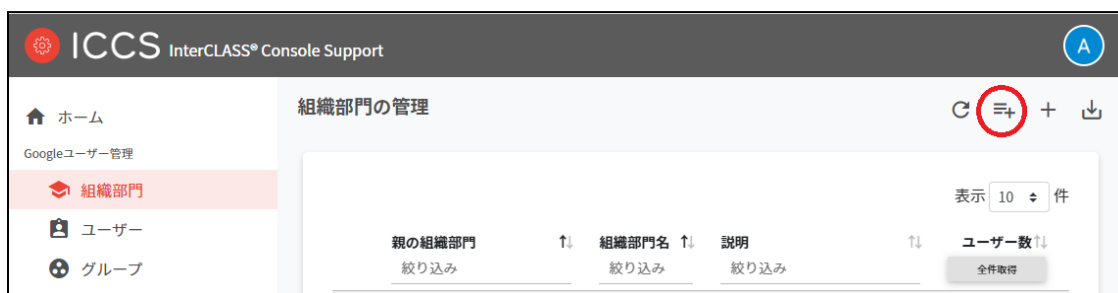 ICCS InterCLASS® Console Support
A
ホーム
組織部門の管理
Googleユーザー管理
組織部門
ユーザー
グループ
表示 10 件
親の組織部門 組織部門名 説明 ユーザー数
絞り込み 絞り込み 絞り込み 全件取得